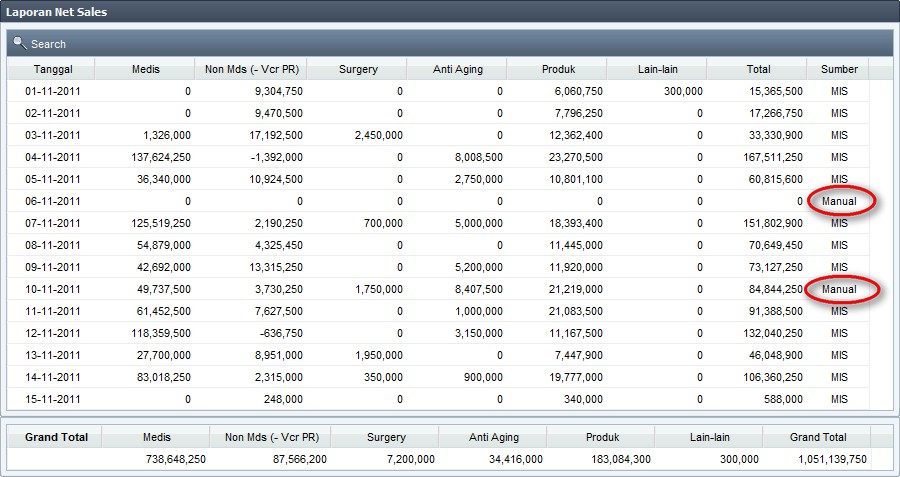 Laporan Net Sales
Search
Tanggal Medis Non Mds (- Vcr PR) Surgery Anti Aging Produk Lain-lain Total Sumber
01-11-2011 0 9,304,750 0 0 6,060,750 300,000 15,365,500 MIS
02-11-2011 0 9,470,500 0 0 7,796,250 0 17,266,750 MIS
03-11-2011 1,326,000 17,192,500 2,450,000 0 12,362,400 0 33,330,900 MIS
04-11-2011 137,624,250 -1,392,000 0 8,008,500 23,270,500 0 167,511,250 MIS
05-11-2011 36,340,000 10,924,500 0 2,750,000 10,801,100 0 60,815,600 MIS
06-11-2011 0 0 0 0 0 0 0 Manual
07-11-2011 125,519,250 2,190,250 700,000 5,000,000 18,393,400 0 151,802,900 MIS
08-11-2011 54,879,000 4,325,450 0 0 11,445,000 0 70,649,450 MIS
09-11-2011 42,692,000 13,315,250 0 5,200,000 11,920,000 0 73,127,250 MIS
10-11-2011 49,737,500 3,730,250 1,750,000 8,407,500 21,219,000 0 84,844,250 Manual
11-11-2011 61,452,500 7,627,500 0 1,000,000 21,083,500 0 91,388,500 MIS
12-11-2011 118,359,500 -636,750 0 3,150,000 11,167,500 0 132,040,250 MIS
13-11-2011 27,700,000 8,951,000 1,950,000 0 7,447,900 0 46,048,900 MIS
14-11-2011 83,018,250 2,315,000 350,000 900,000 19,777,000 0 106,360,250 MIS
15-11-2011 0 248,000 0 0 340,000 0 588,000 MIS
Grand Total Medis Non Mds (- Vcr PR) Surgery Anti Aging Produk Lain-lain Grand Total
738,648,250 87,566,200 7,200,000 34,416,000 183,084,300 300,000 1,051,139,750